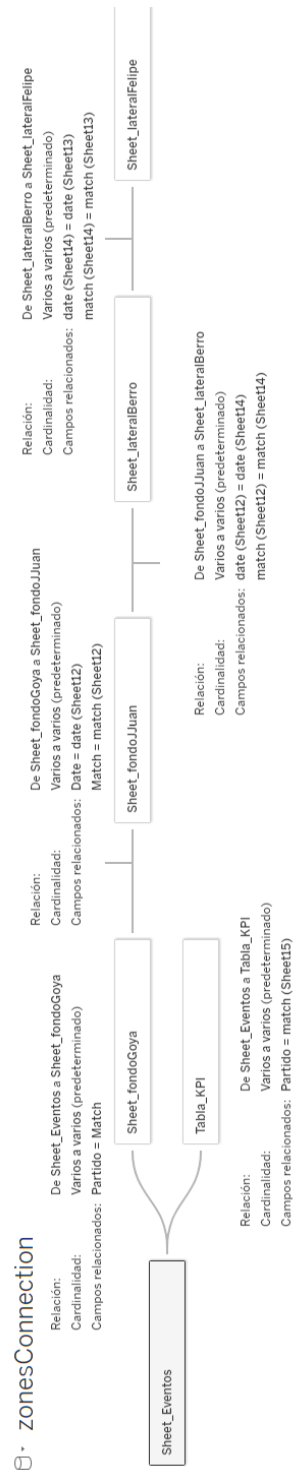 zonesConnection
Relación: De Sheet_Eventos a Sheet_fondoGoya
Cardinalidad: Varios a varios (predeterminado)
Campos relacionados: Partido = Match
Relación: De Sheet_fondoGoya a Sheet_fondoJJuan
Cardinalidad: Varios a varios (predeterminado)
Campos relacionados: Date = date (Sheet12)
Match = match (Sheet12)
Relación: De Sheet_lateralBerro a Sheet_lateralFelipe
Cardinalidad: Varios a varios (predeterminado)
Campos relacionados: date (Sheet14) = date (Sheet13)
match (Sheet14) = match (Sheet13)
Sheet_Eventos
Sheet_fondoGoya
Sheet_fondoJJuan
Sheet_lateralBerro
Sheet_lateralFelipe
Tabla_KPI
Relación: De Sheet_Eventos a Tabla_KPI
Cardinalidad: Varios a varios (predeterminado)
Campos relacionados: Partido = match (Sheet15)
Relación: De Sheet_fondoJJuan a Sheet_lateralBerro
Cardinalidad: Varios a varios (predeterminado)
Campos relacionados: date (Sheet12) = date (Sheet14)
match (Sheet12) = match (Sheet14)